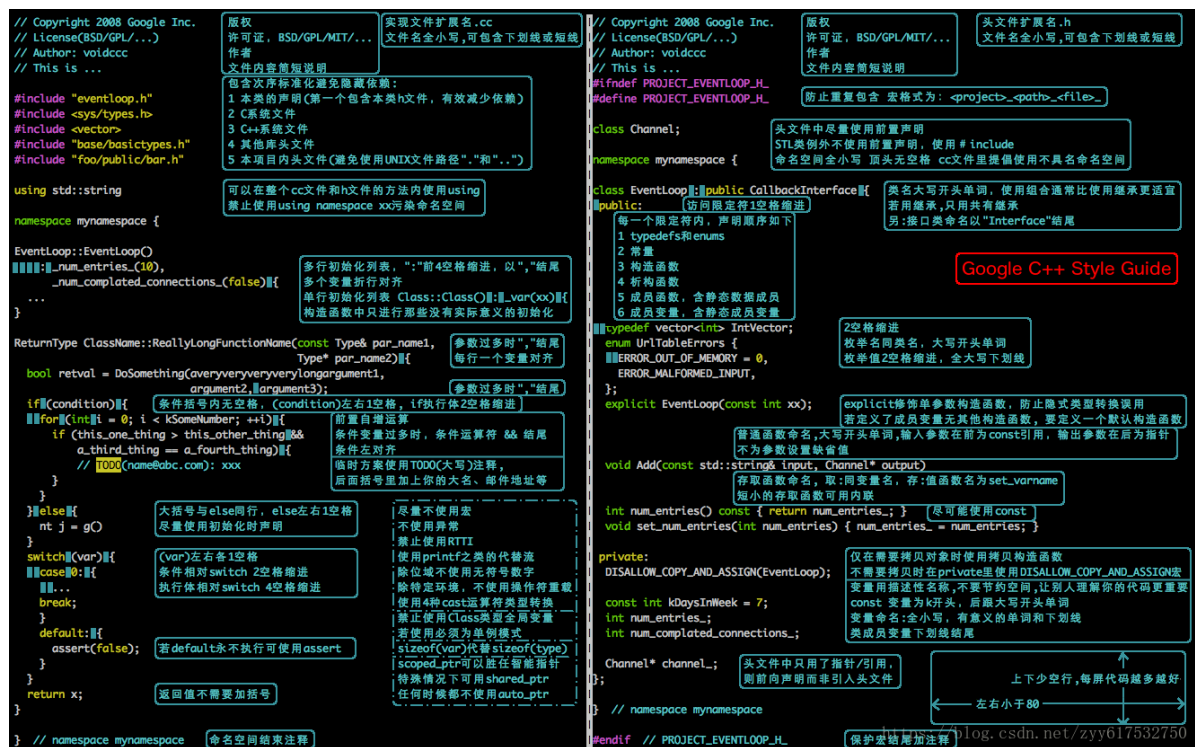 // Copyright 2008 Google Inc.
// License(BSD/GPL/...)
// Author: voidccc
// This is ...
版权
许可证，BSD/GPL/MIT/...
作者
文件内容简短说明
实现文件扩展名.cc
文件名全小写,可包含下划线或短线
#include "eventloop.h"
#include <sys/types.h>
#include <vector>
#include "base/basictypes.h"
#include "foo/public/bar.h"
包含次序标准化避免隐藏依赖:
1 本类的声明(第一个包含本类h文件, 有效减少依赖)
2 C系统文件
3 C++系统文件
4 其他库头文件
5 本项目内头文件(避免使用UNIX文件路径"."和"..")
using std::string
可以在整个cc文件和h文件的方法内使用using
禁止使用using namespace xx污染命名空间
namespace mynamespace {
EventLoop::EventLoop()
: _num_entries_(10),
_num_complated_connections_(false) {
...
}
多行初始化列表, ":"前4空格缩进, 以","结尾
多个变量折行对齐
单行初始化列表 Class::Class() : _var(xx) {
构造函数中只进行那些没有实际意义的初始化
ReturnType ClassName::ReallyLongFunctionName(const Type& par_name1,
Type* par_name2) {
参数过多时","结尾
每行一个变量对齐
bool retval = DoSomething(averyveryveryverylongargument1,
argument2, argument3);
参数过多时","结尾
if (condition) {
条件括号内无空格, (condition)左右1空格, if执行体2空格缩进
for (int i = 0; i < kSomeNumber; ++i) {
前置自增运算
if (this_one_thing > this_other_thing &&
a_third_thing == a_fourth_thing) {
条件变量过多时, 条件运算符 && 结尾
条件左对齐
// TODO(name@abc.com): xxx
临时方案使用TODO(大写)注释,
后面括号里加上你的大名、邮件地址等
}
}
} else {
nt j = g()
}
大括号与else同行, else左右1空格
尽量使用初始化时声明
switch (var) {
case 0: {
...
break;
}
(var)左右各1空格
条件相对switch 2空格缩进
执行体相对switch 4空格缩进
default: {
assert(false);
}
}
若default永不执行可使用assert
return x;
}
返回值不需要加括号
尽量不使用宏
不使用异常
禁止使用RTTI
使用printf之类的代替流
除位域不使用无符号数字
除特定环境, 不使用操作符重载
使用4种cast运算符类型转换
禁止使用Class类型全局变量
若使用必须为单例模式
sizeof(var)代替sizeof(type)
scoped_ptr可以胜任智能指针
特殊情况下可用shared_ptr
任何时候都不使用auto_ptr
} // namespace mynamespace
命名空间结束注释
// Copyright 2008 Google Inc.
// License(BSD/GPL/...)
// Author: voidccc
// This is ...
版权
许可证，BSD/GPL/MIT/...
作者
文件内容简短说明
头文件扩展名.h
文件名全小写,可包含下划线或短线
#ifndef PROJECT_EVENTLOOP_H_
#define PROJECT_EVENTLOOP_H_
防止重复包含 宏格式为: <project>_<path>_<file>_
class Channel;
namespace mynamespace {
头文件中尽量使用前置声明
STL类例外不使用前置声明, 使用#include
命名空间全小写 顶头无空格 cc文件里提倡使用不具名命名空间
class EventLoop : public CallbackInterface {
public:
访问限定符1空格缩进
类名大写开头单词, 使用组合通常比使用继承更适宜
若用继承,只用共有继承
另:接口类命名以"Interface"结尾
每一个限定符内, 声明顺序如下
1 typedefs和enums
2 常量
3 构造函数
4 析构函数
5 成员函数, 含静态数据成员
6 成员变量, 含静态成员变量
Google C++ Style Guide
typedef vector<int> IntVector;
enum UrlTableErrors {
ERROR_OUT_OF_MEMORY = 0,
ERROR_MALFORMED_INPUT,
};
2空格缩进
枚举名同类名, 大写开头单词
枚举值2空格缩进, 全大写下划线
explicit EventLoop(const int xx);
explicit修饰单参数构造函数, 防止隐式类型转换误用
若定义了成员变量无其他构造函数, 要定义一个默认构造函数
普通函数命名,大写开头单词,输入参数在前为const引用, 输出参数在后为指针
不为参数设置缺省值
void Add(const std::string& input, Channel* output)
存取函数命名, 取:同变量名, 存:值函数名为set_varname
短小的存取函数可用内联
int num_entries() const { return num_entries_; }
尽可能使用const
void set_num_entries(int num_entries) { num_entries_ = num_entries; }
private:
DISALLOW_COPY_AND_ASSIGN(EventLoop);
仅在需要拷贝对象时使用拷贝构造函数
不需要拷贝时在private里使用DISALLOW_COPY_AND_ASSIGN宏
const int kDaysInWeek = 7;
int num_entries_;
int num_complated_connections_;
变量用描述性名称,不要节约空间,让别人理解你的代码更重要
const 变量为k开头, 后跟大写开头单词
变量命名:全小写, 有意义的单词和下划线
类成员变量下划线结尾
Channel* channel_;
};
头文件中只用了指针/引用,
则前向声明而非引入头文件
上下少空行,每屏代码越多越好
左右小于80
} // namespace mynamespace
#endif // PROJECT_EVENTLOOP_H_
保护宏结尾加注释
https://blog.csdn.net/zyy617532750